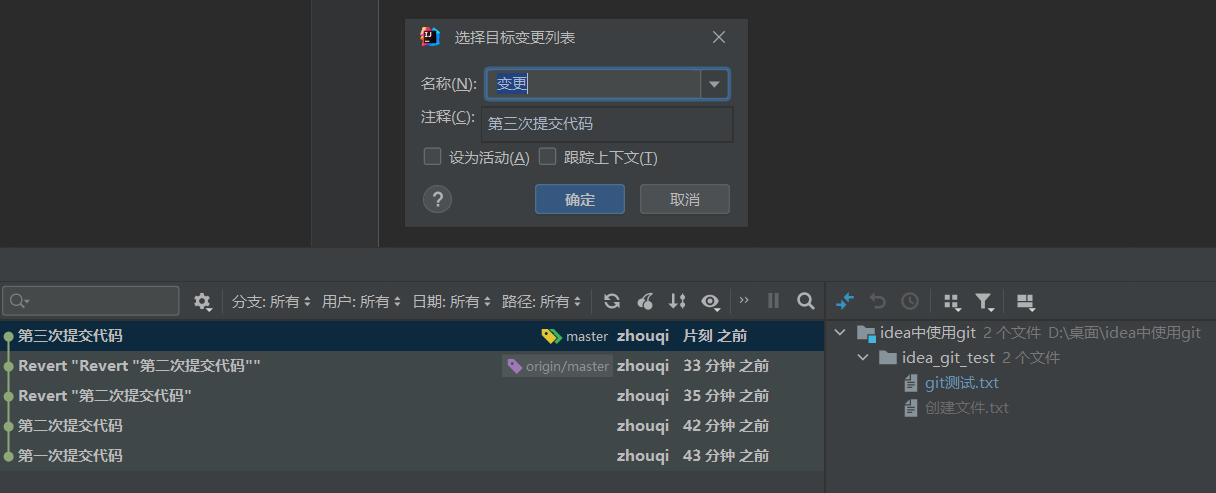 选择目标变更列表
名称(N): 变更
注释(C): 第三次提交代码
设为活动(A) 跟踪上下文(T)
? 确定 取消
分支: 所有 用户: 所有 日期: 所有 路径: 所有
第三次提交代码 master zhouqi 片刻 之前
Revert "Revert "第二次提交代码"" origin/master zhouqi 33 分钟 之前
Revert "第二次提交代码" zhouqi 35 分钟 之前
第二次提交代码 zhouqi 42 分钟 之前
第一次提交代码 zhouqi 43 分钟 之前
idea中使用git 2 个文件 D:\桌面\idea中使用git
idea_git_test 2 个文件
git测试.txt
创建文件.txt